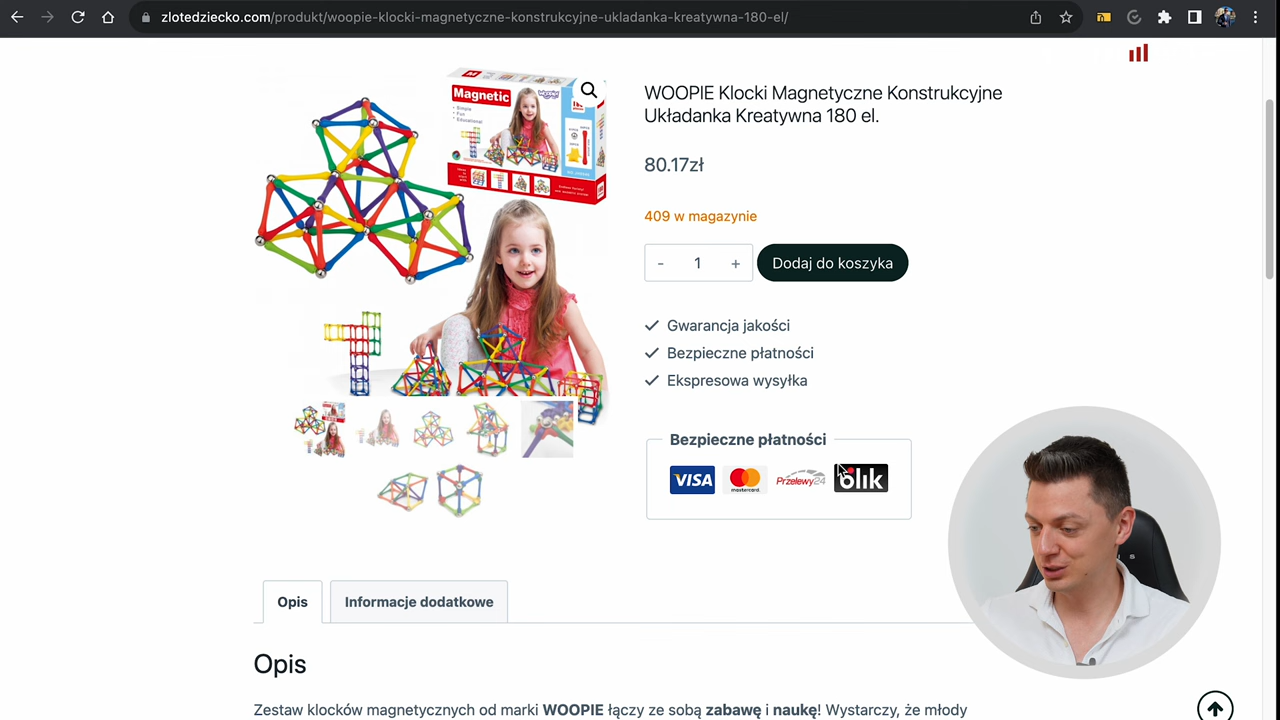 zlotedziecko.com/produkt/woopie-klocki-magnetyczne-konstrukcyjne-ukladanka-kreatywna-180-el/
Magnetic
Simple
Fun
Educational
WOOPIE Klocki Magnetyczne Konstrukcyjne
Układanka Kreatywna 180 el.
80.17zł
409 w magazynie
- 1 +
Dodaj do koszyka
Gwarancja jakości
Bezpieczne płatności
Ekspresowa wysyłka
Bezpieczne płatności
VISA
mastercard
Przelewy24
blik
Opis
Informacje dodatkowe
Opis
Zestaw klocków magnetycznych od marki WOOPIE łączy ze sobą zabawę i naukę! Wystarczy, że młody